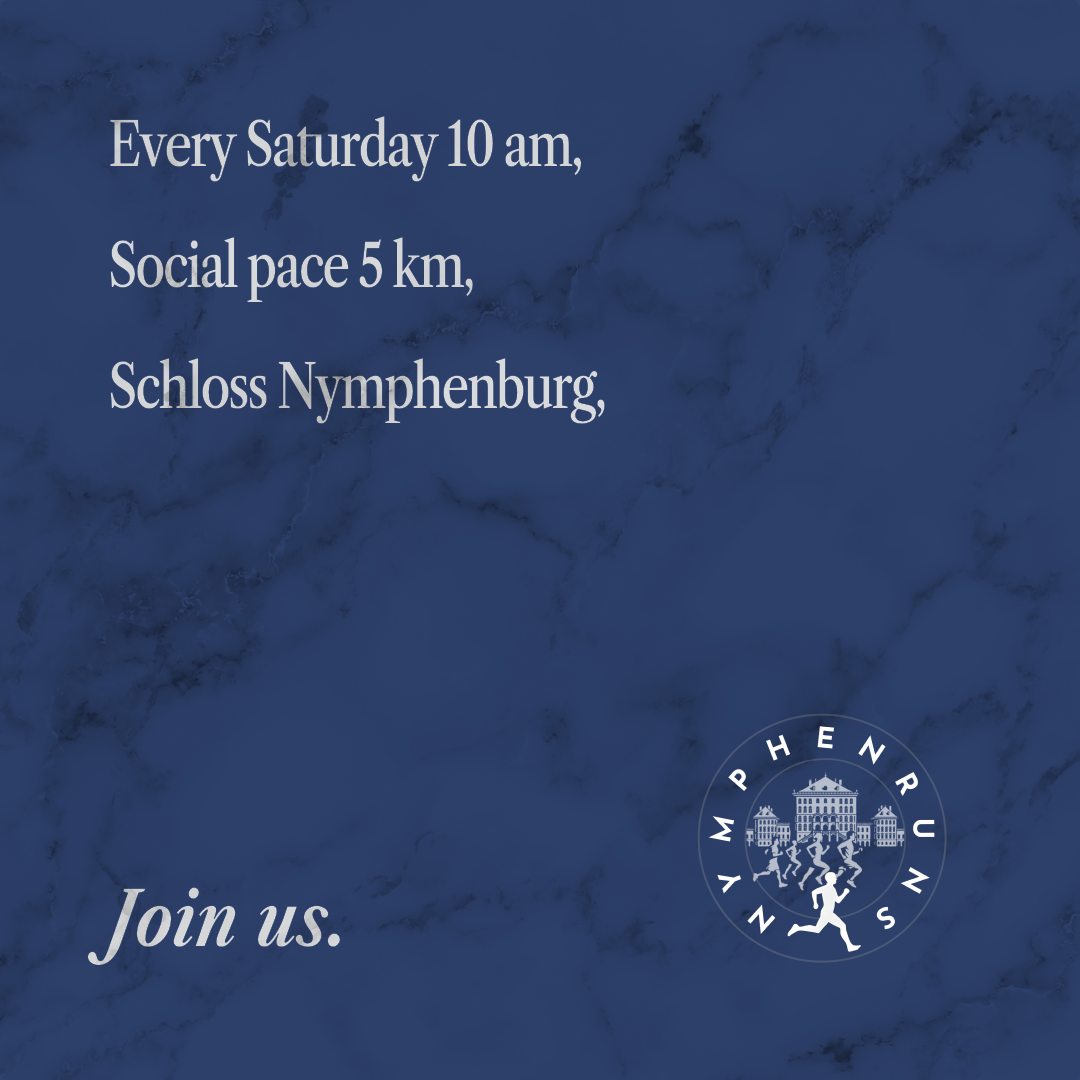 Every Saturday 10 am,
Social pace 5 km,
Schloss Nymphenburg,
Join us.
NYMPHENRUNS